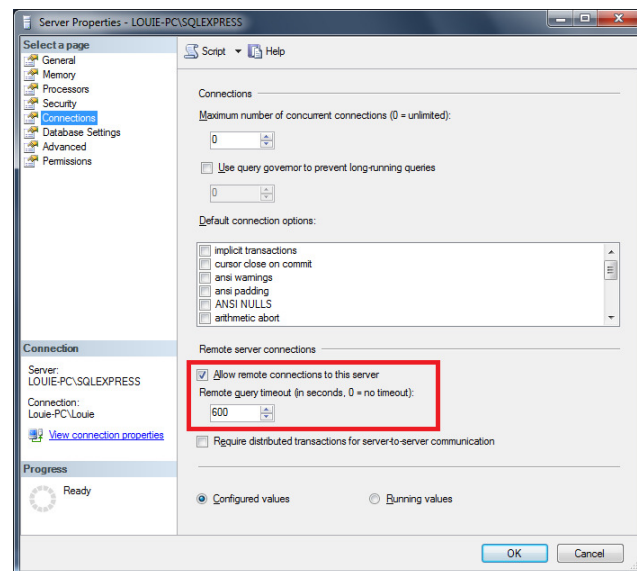 Server Properties - LOUIE-PC\SQLEXPRESS
Select a page
General
Memory
Processors
Security
Connections
Database Settings
Advanced
Permissions
Script
Help
Connections
Maximum number of concurrent connections (0 = unlimited):
0
Use query governor to prevent long-running queries
0
Default connection options:
implicit transactions
cursor close on commit
ansi warnings
ansi padding
ANSI NULLS
arithmetic abort
Connection
Server:
LOUIE-PC\SQLEXPRESS
Connection:
Louie-PC\Louie
View connection properties
Progress
Ready
Remote server connections
Allow remote connections to this server
Remote query timeout (in seconds, 0 = no timeout):
600
Require distributed transactions for server-to-server communication
Configured values
Running values
OK
Cancel